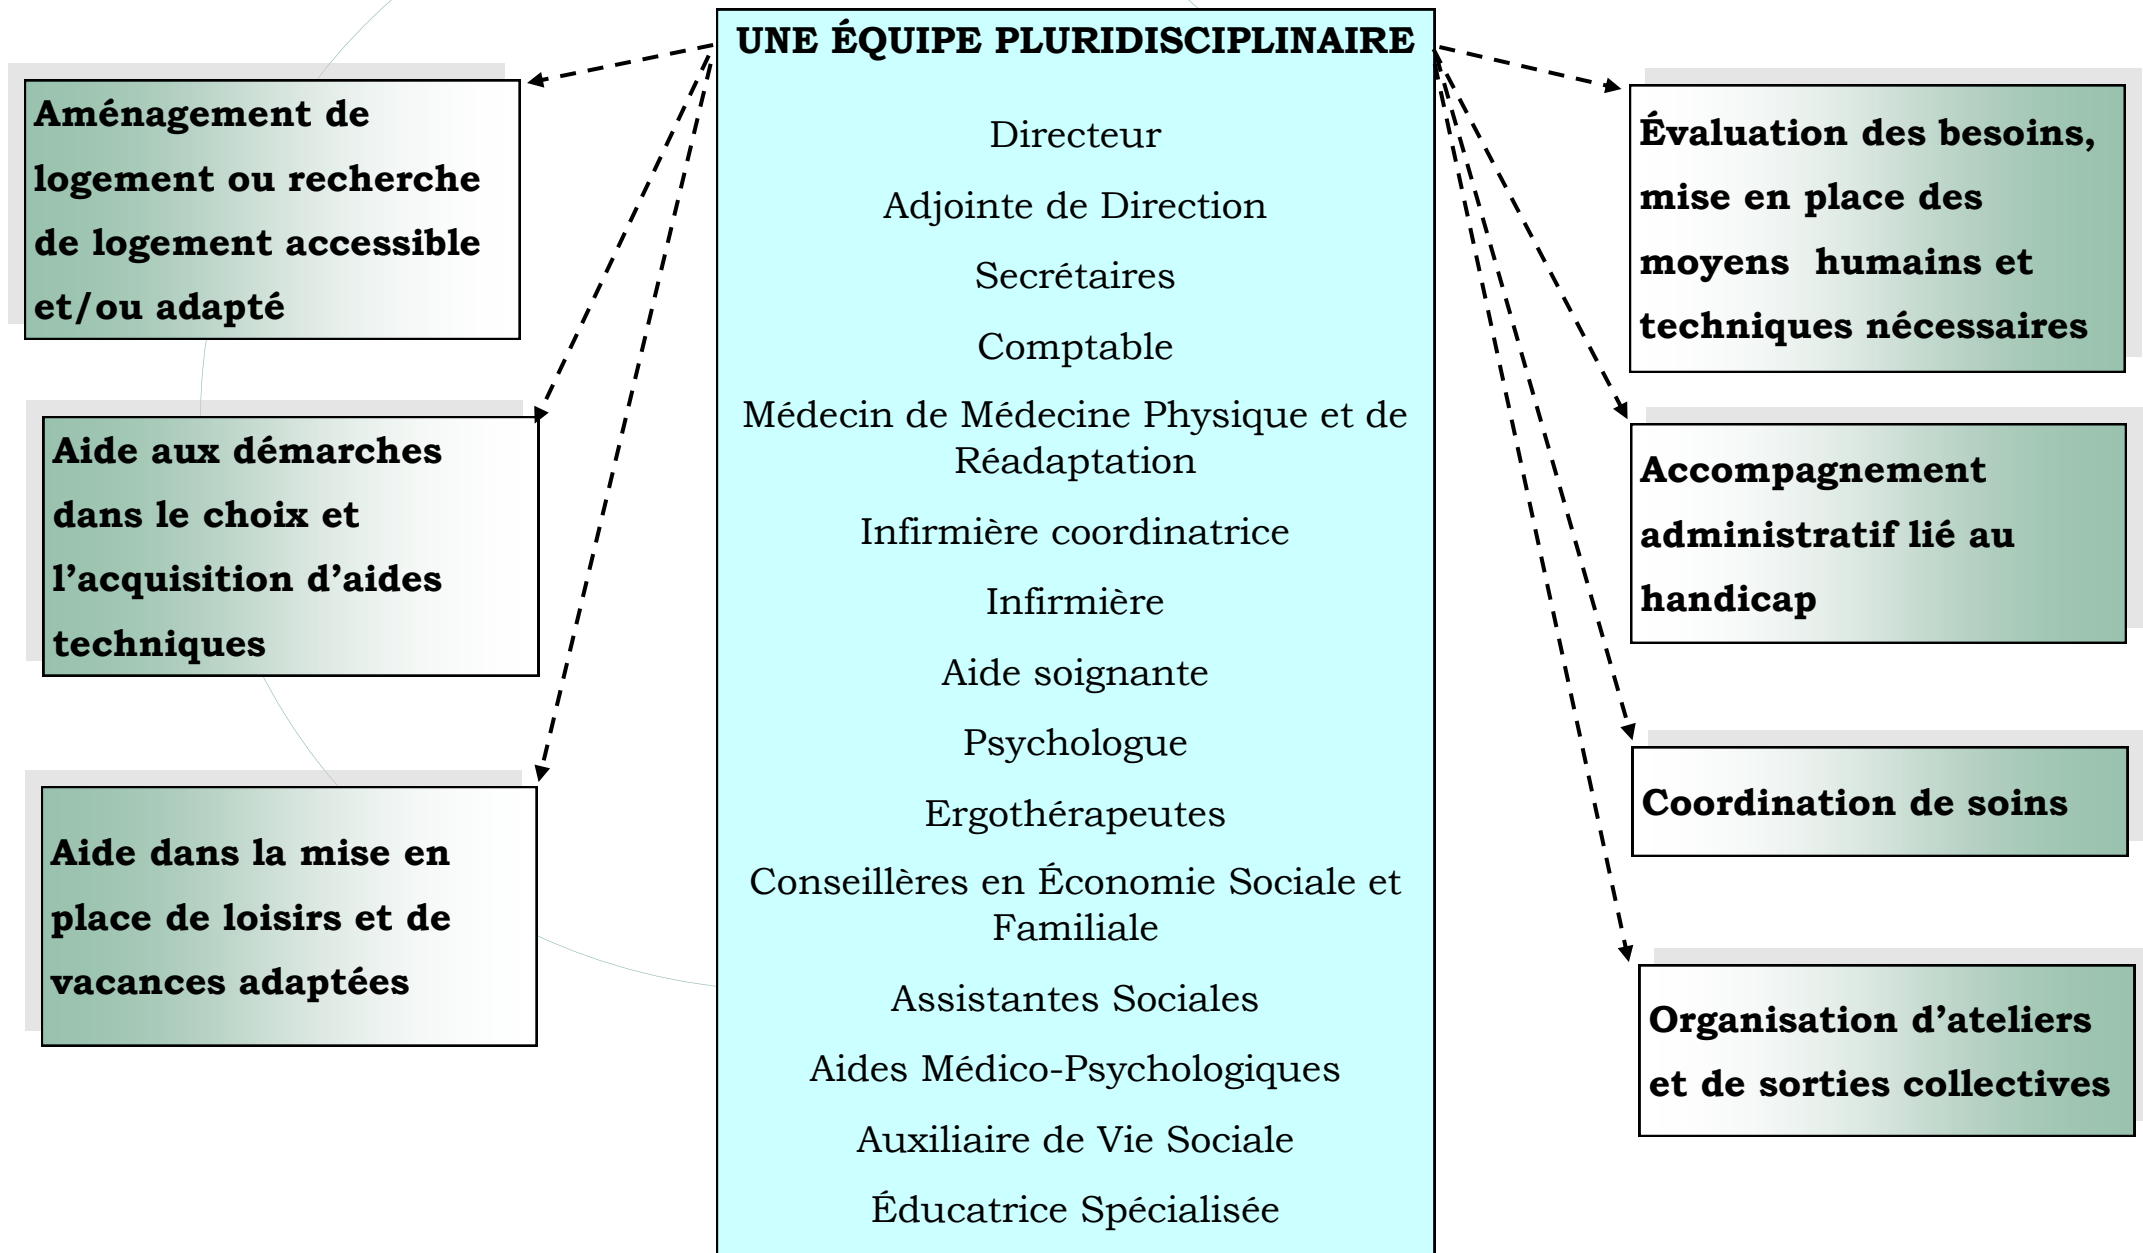 UNE ÉQUIPE PLURIDISCIPLINAIRE
Directeur
Adjointe de Direction
Secrétaires
Comptable
Médecin de Médecine Physique et de
Réadaptation
Infirmière coordinatrice
Infirmière
Aide soignante
Psychologue
Ergothérapeutes
Conseillères en Économie Sociale et
Familiale
Assistantes Sociales
Aides Médico-Psychologiques
Auxiliaire de Vie Sociale
Éducatrice Spécialisée
Aménagement de
logement ou recherche
de logement accessible
et/ou adapté
Aide aux démarches
dans le choix et
l’acquisition d’aides
techniques
Aide dans la mise en
place de loisirs et de
vacances adaptées
Évaluation des besoins,
mise en place des
moyens  humains et
techniques nécessaires
Accompagnement
administratif lié au
handicap
Coordination de soins
Organisation d’ateliers
et de sorties collectives